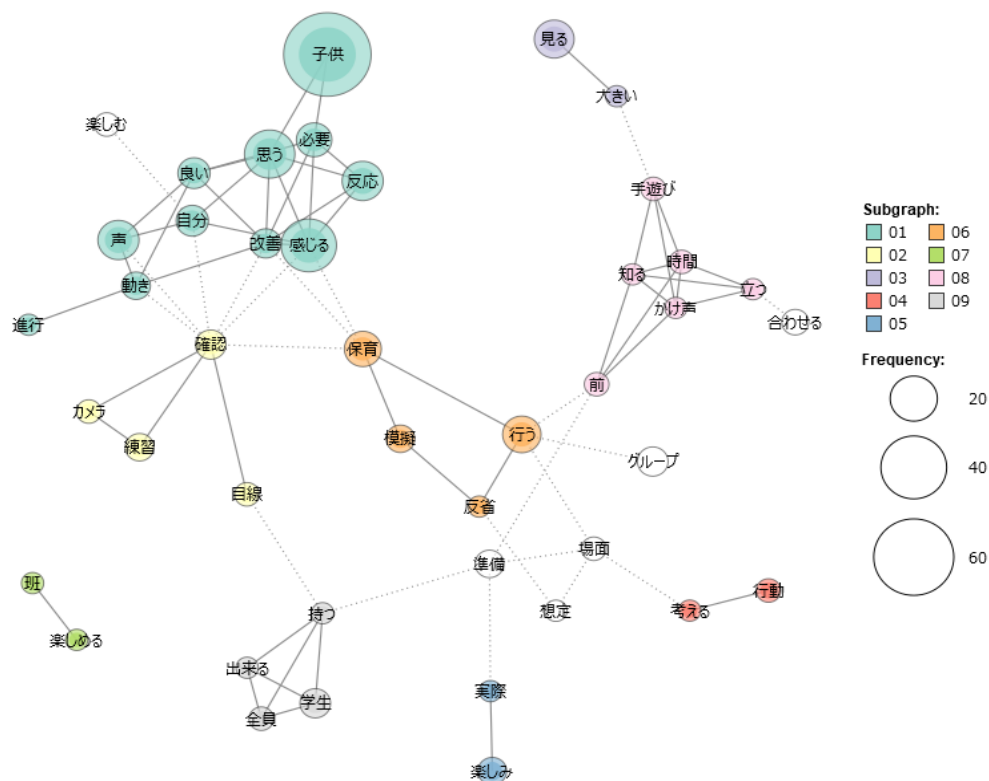 子供
見る
大きい
楽しむ
思う
必要
良い
反応
手遊び
自分
声
改善
感じる
時間
知る
動き
立つ
かけ声
進行
合わせる
確認
保育
前
カメラ
練習
模擬
行う
グループ
目線
反省
準備
場面
班
楽しめる
持つ
想定
考える
行動
出来る
学生
全員
実際
楽しみ
Subgraph:
01
06
02
07
03
08
04
09
05
Frequency:
20
40
60